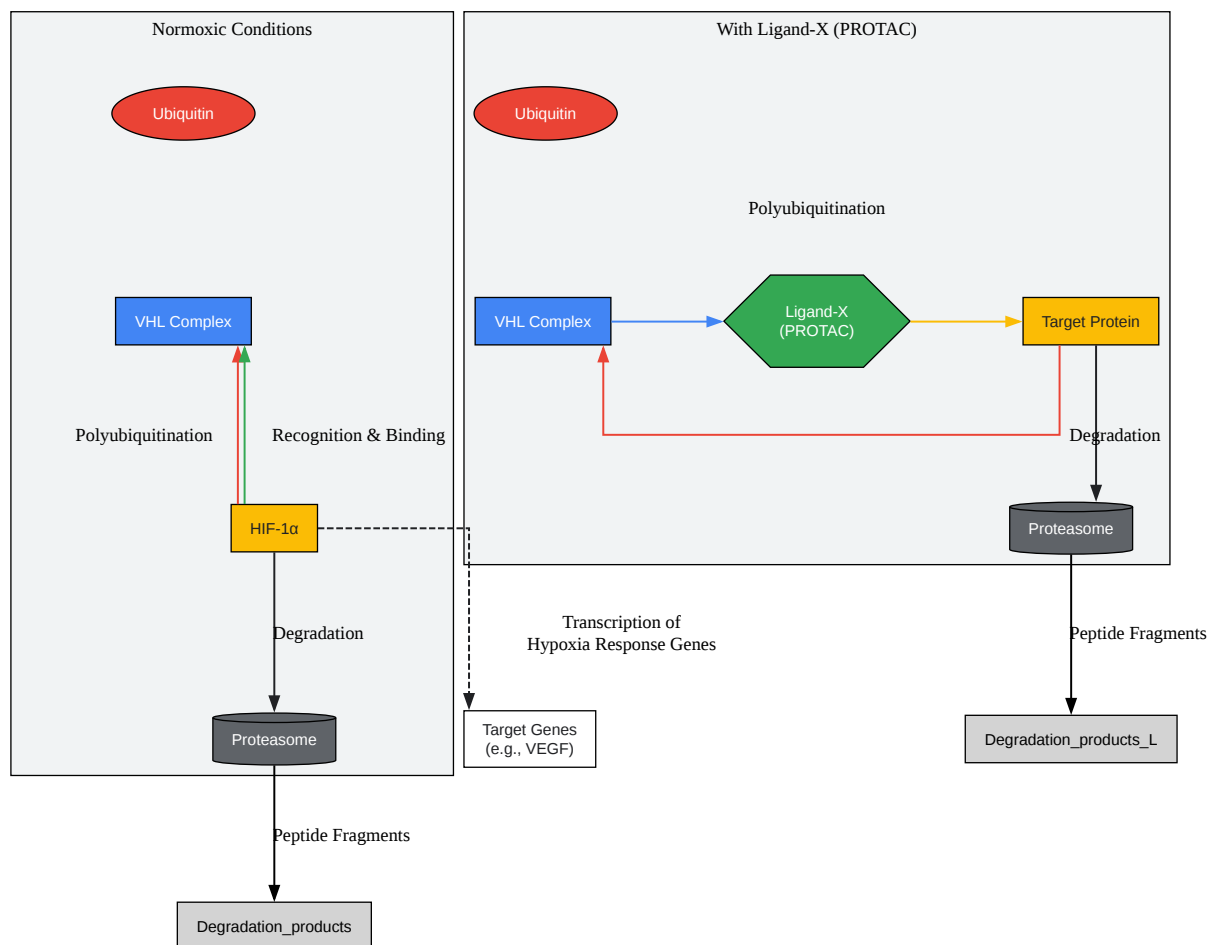 Normoxic Conditions
With Ligand-X (PROTAC)
Ubiquitin
Ubiquitin
Polyubiquitination
VHL Complex
VHL Complex
Ligand-X
(PROTAC)
Target Protein
Polyubiquitination
Recognition & Binding
Degradation
HIF-1α
Proteasome
Degradation
Transcription of
Hypoxia Response Genes
Peptide Fragments
Proteasome
Target Genes
(e.g., VEGF)
Degradation_products_L
Peptide Fragments
Degradation_products